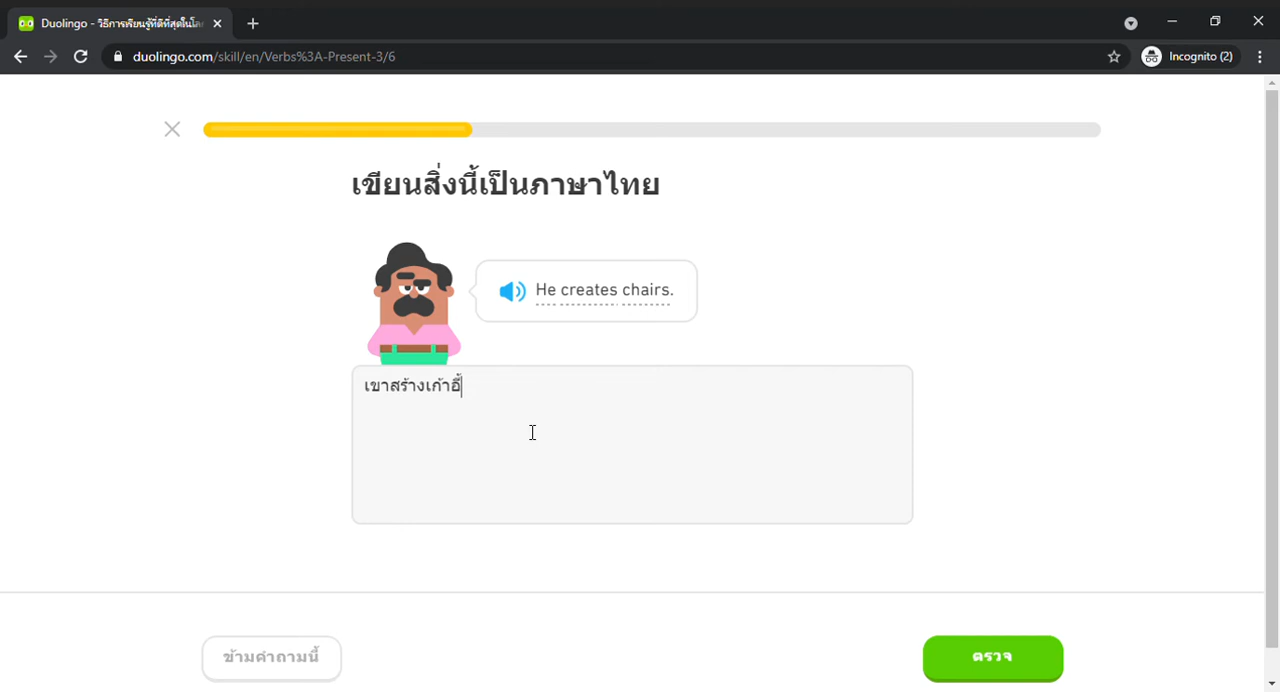 Duolingo - วิธีการเรียนรู้ที่ดีที่สุดในโล
duolingo.com/skill/en/Verbs%3A-Present-3/6
Incognito (2)
เขียนสิ่งนี้เป็นภาษาไทย
He creates chairs.
เขาสร้างเก้าอี้
ข้ามคำถามนี้
ตรวจ